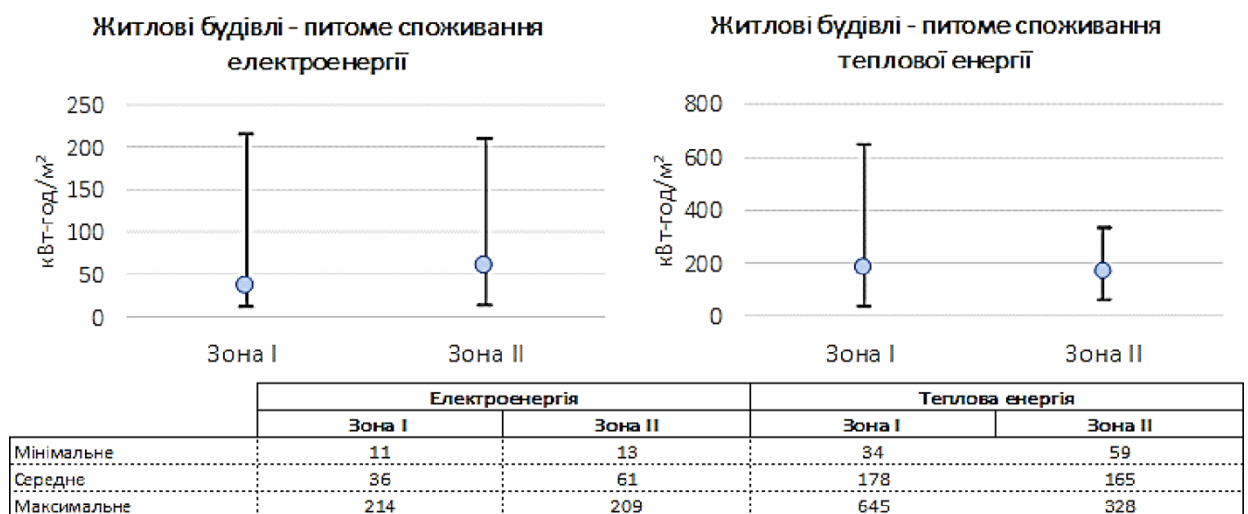 Житлові будівлі - питоме споживання
електроенергії
250
200
150
100
50
0
кВт-год/м²
Зона I
Зона II
Житлові будівлі - питоме споживання
теплової енергії
800
600
400
200
0
кВт-год/м²
Зона I
Зона II
Електроенергія Теплова енергія
Зона I Зона II Зона I Зона II
Мінімальне 11 13 34 59
Середнє 36 61 178 165
Максимальне 214 209 645 328